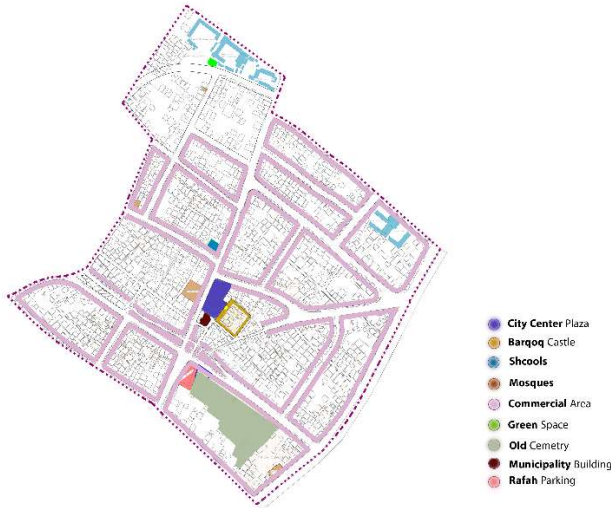 City Center Plaza
Barqoq Castle
Shcools
Mosques
Commercial Area
Green Space
Old Cemetry
Municipality Building
Rafah Parking